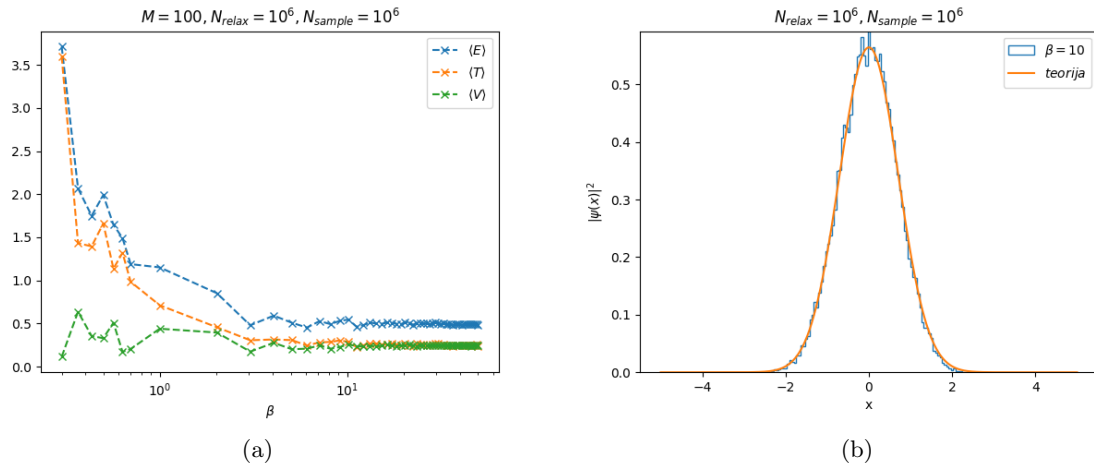 M = 100, N_relax = 10^6, N_sample = 10^6
3.5
3.0
2.5
2.0
1.5
1.0
0.5
0.0
⟨E⟩
⟨T⟩
⟨V⟩
10^0
10^1
β
(a)
N_relax = 10^6, N_sample = 10^6
|ψ(x)|^2
0.5
0.4
0.3
0.2
0.1
0.0
β = 10
teorija
−4
−2
0
2
4
x
(b)